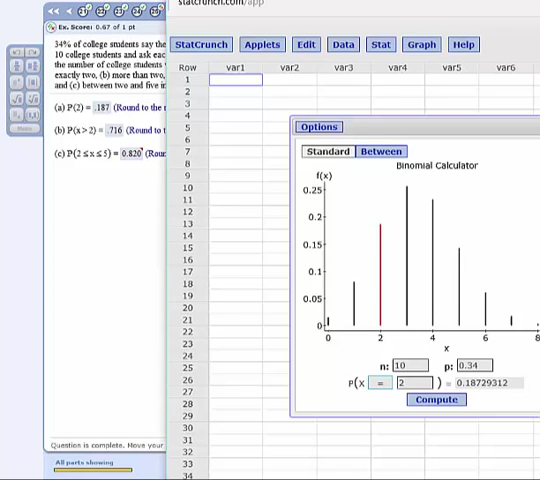 statcrunch.com/app
Ex. Score: 0.67 of 1 pt
34% of college students say the
10 college students and ask eac
the number of college students
exactly two, (b) more than two,
and (c) between two and five in
(a) P(2) = .187 (Round to the
(b) P(x>2) = .716 (Round to t
(c) P(2 ≤ x ≤ 5) = 0.820 (Rour
Question is complete. Move your
All parts showing
StatCrunch Applets Edit Data Stat Graph Help
Row var1 var2 var3 var4 var5 var6
1
2
3
4
5
6
7
8
9
10
11
12
13
14
15
16
17
18
19
20
21
22
23
24
25
26
27
28
29
30
31
32
33
34
Options
Standard Between
Binomial Calculator
f(x)
0.25
0.2
0.15
0.1
0.05
0
0 2 4 6 8
x
n: 10 p: 0.34
P(X = 2 ) = 0.18729312
Compute